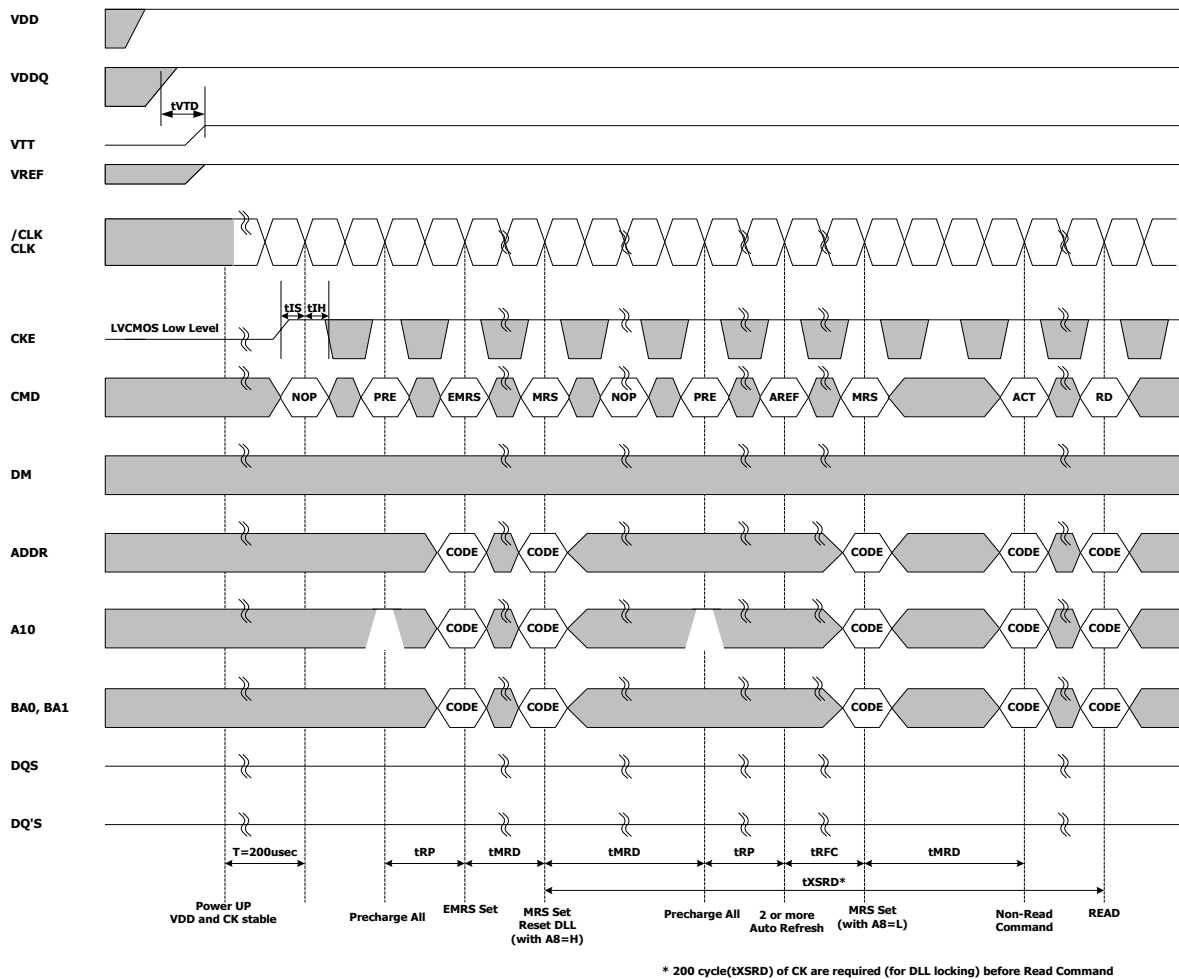 VDD
VDDQ
tVTD
VTT
VREF
/CLK
CLK
tIS tIH
LVCMOS Low Level
CKE
CMD NOP PRE EMRS MRS NOP PRE AREF MRS ACT RD
DM
ADDR CODE CODE CODE CODE CODE
A10 CODE CODE CODE CODE CODE
BA0, BA1 CODE CODE CODE CODE CODE
DQS
DQ'S
T=200usec tRP tMRD tMRD tRP tRFC tMRD
tXSRD*
Power UP
VDD and CK stable
Precharge All
EMRS Set
MRS Set
Reset DLL
(with A8=H)
Precharge All
2 or more
Auto Refresh
MRS Set
(with A8=L)
Non-Read
Command
READ
* 200 cycle(tXSRD) of CK are required (for DLL locking) before Read Command